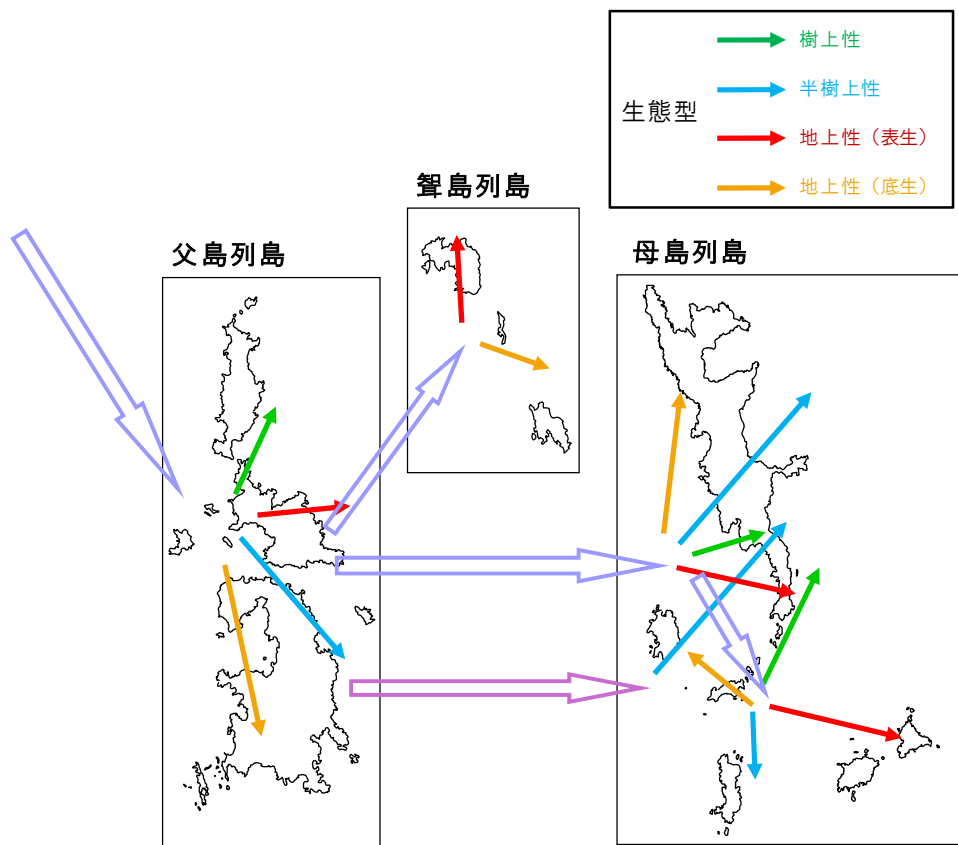 樹上性
半樹上性
生態型
地上性（表生）
地上性（底生）
聟島列島
父島列島
母島列島